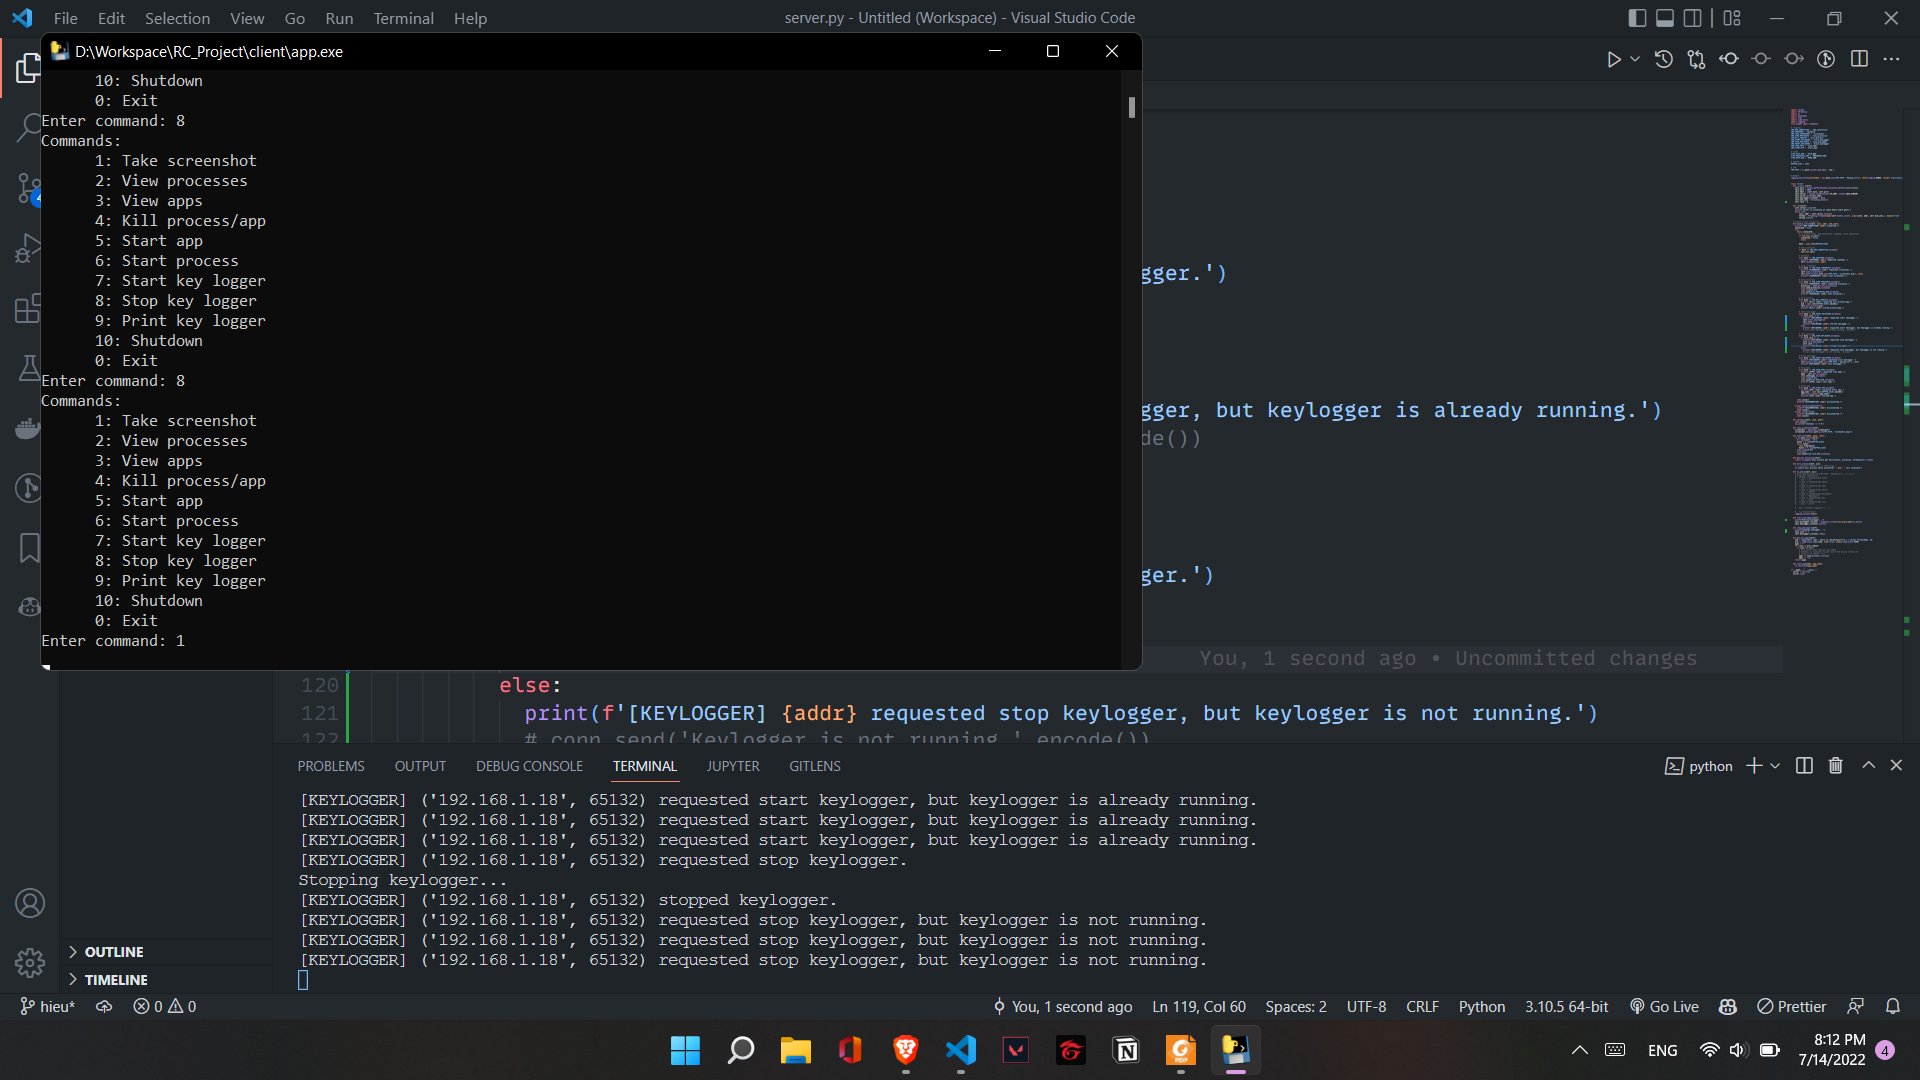 File Edit Selection View Go Run Terminal Help
server.py - Untitled (Workspace) - Visual Studio Code
D:\Workspace\RC_Project\client\app.exe
10: Shutdown
0: Exit
Enter command: 8
Commands:
1: Take screenshot
2: View processes
3: View apps
4: Kill process/app
5: Start app
6: Start process
7: Start key logger
8: Stop key logger
9: Print key logger
10: Shutdown
0: Exit
Enter command: 8
Commands:
1: Take screenshot
2: View processes
3: View apps
4: Kill process/app
5: Start app
6: Start process
7: Start key logger
8: Stop key logger
9: Print key logger
10: Shutdown
0: Exit
Enter command: 1
gger.')
gger, but keylogger is already running.')
de())
ger.')
You, 1 second ago • Uncommitted changes
120 else:
121 print(f'[KEYLOGGER] {addr} requested stop keylogger, but keylogger is not running.')
122 # conn.send('Keylogger is not running.'.encode())
PROBLEMS OUTPUT DEBUG CONSOLE TERMINAL JUPYTER GITLENS
python
[KEYLOGGER] ('192.168.1.18', 65132) requested start keylogger, but keylogger is already running.
[KEYLOGGER] ('192.168.1.18', 65132) requested start keylogger, but keylogger is already running.
[KEYLOGGER] ('192.168.1.18', 65132) requested start keylogger, but keylogger is already running.
[KEYLOGGER] ('192.168.1.18', 65132) requested stop keylogger.
Stopping keylogger...
[KEYLOGGER] ('192.168.1.18', 65132) stopped keylogger.
[KEYLOGGER] ('192.168.1.18', 65132) requested stop keylogger, but keylogger is not running.
[KEYLOGGER] ('192.168.1.18', 65132) requested stop keylogger, but keylogger is not running.
[KEYLOGGER] ('192.168.1.18', 65132) requested stop keylogger, but keylogger is not running.
OUTLINE
TIMELINE
hieu* 0 0 You, 1 second ago Ln 119, Col 60 Spaces: 2 UTF-8 CRLF Python 3.10.5 64-bit Go Live Prettier
ENG
8:12 PM
7/14/2022
4